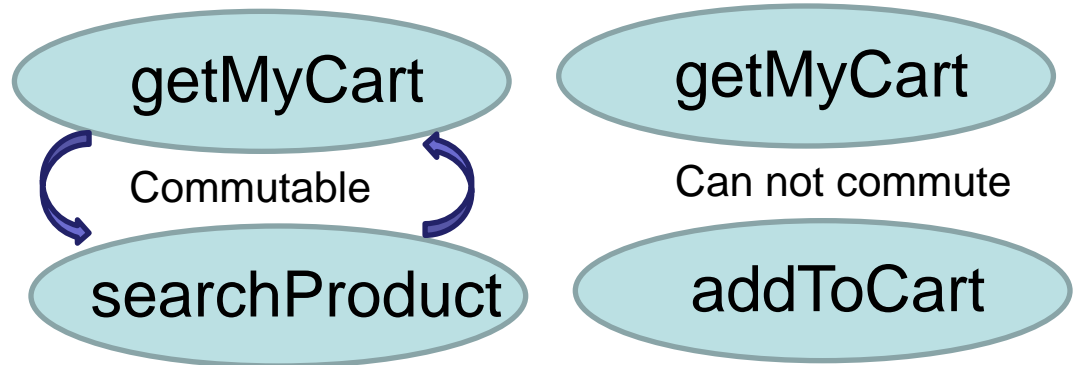 getMyCart
Commutable
searchProduct
getMyCart
Can not commute
addToCart